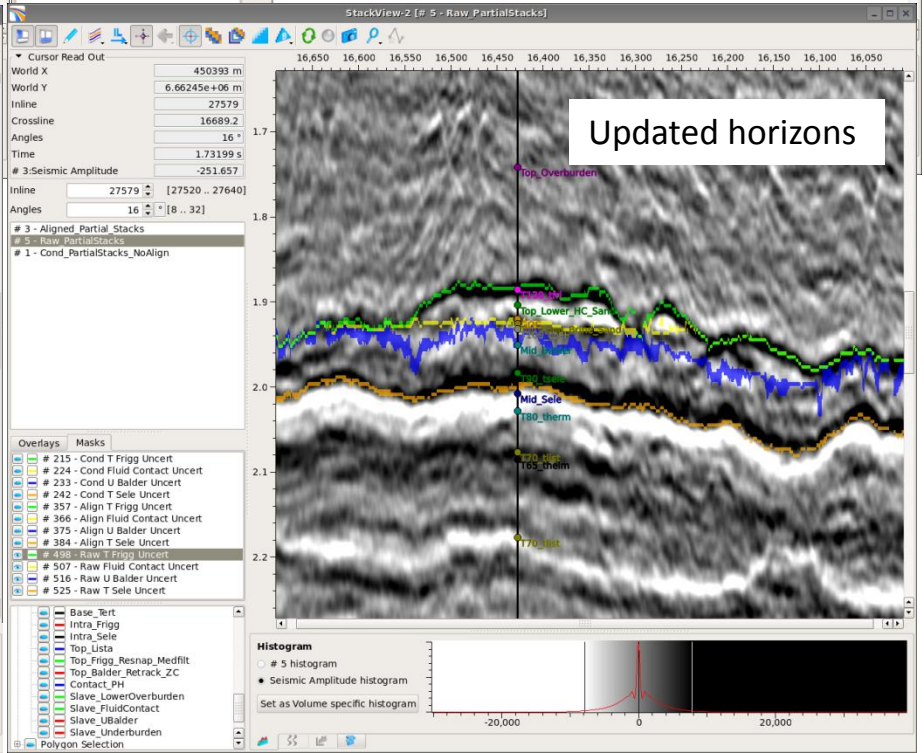 StackView-2 [# 5 - Raw_PartialStacks]
Cursor Read Out
World X 450393 m
World Y 6.66245e+06 m
Inline 27579
Crossline 16689.2
Angles 16 °
Time 1.73199 s
# 3:Seismic Amplitude -251.657
Inline 27579 [27520 .. 27640]
Angles 16 ° [8 .. 32]
# 3 - Aligned_Partial_Stacks
# 5 - Raw_PartialStacks
# 1 - Cond_PartialStacks_NoAlign
Overlays Masks
# 215 - Cond T Frigg Uncert
# 224 - Cond Fluid Contact Uncert
# 233 - Cond U Balder Uncert
# 242 - Cond T Sele Uncert
# 357 - Align T Frigg Uncert
# 366 - Align Fluid Contact Uncert
# 375 - Align U Balder Uncert
# 384 - Align T Sele Uncert
# 498 - Raw T Frigg Uncert
# 507 - Raw Fluid Contact Uncert
# 516 - Raw U Balder Uncert
# 525 - Raw T Sele Uncert
Base_Tert
Intra_Frigg
Intra_Sele
Top_Lista
Top_Frigg_Resnap_Medfilt
Top_Balder_Retrack_ZC
Contact_PH
Slave_LowerOverburden
Slave_FluidContact
Slave_UBalder
Slave_Underburden
Polygon Selection
16,650 16,600 16,550 16,500 16,450 16,400 16,350 16,300 16,250 16,200 16,150 16,100 16,050
Updated horizons
1.7
1.8
1.9
2.0
2.1
2.2
Top_Overburden
Top_Lower_HC_Sand
T90_tsele
Mid_Sele
T80_therm
T70_tlist
T65_theim
T70_tlist
Histogram
# 5 histogram
Seismic Amplitude histogram
Set as Volume specific histogram
-20,000 0 20,000